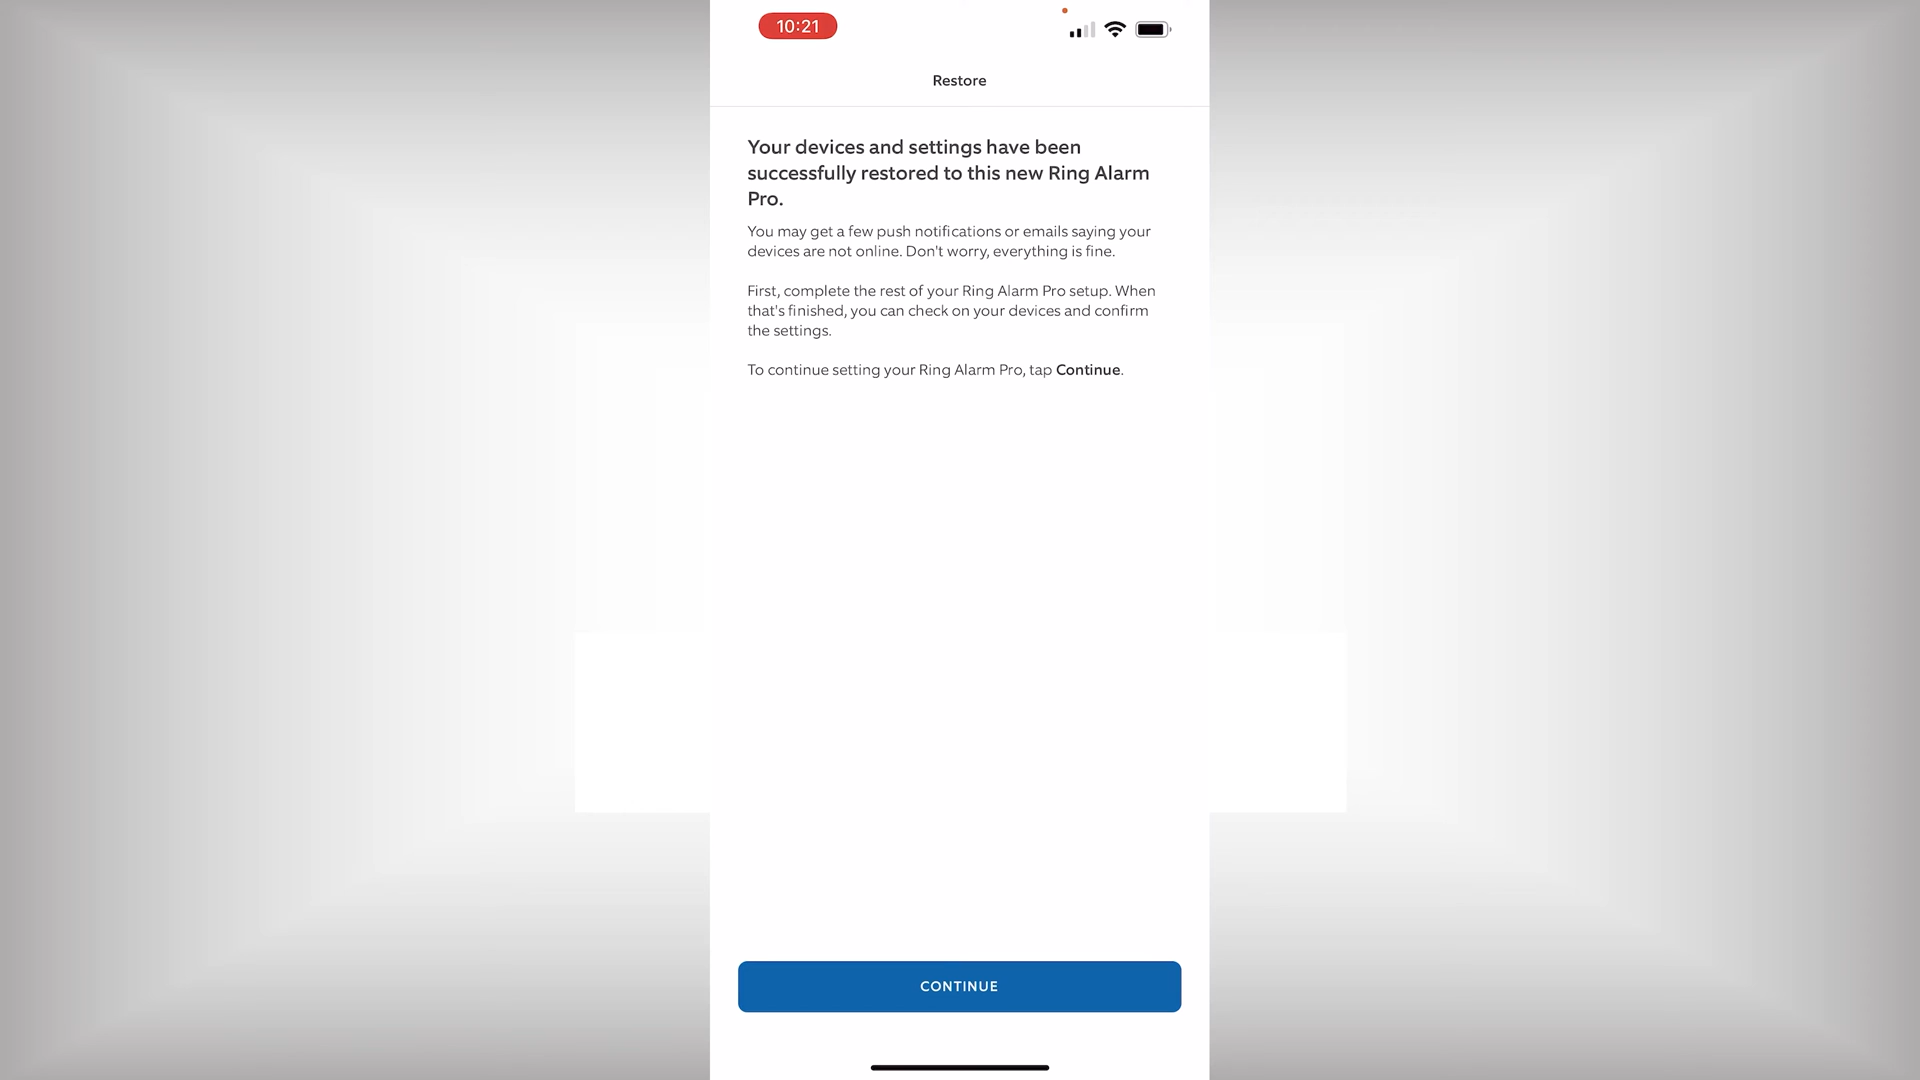 10:21
Restore
Your devices and settings have been
successfully restored to this new Ring Alarm
Pro.
You may get a few push notifications or emails saying your
devices are not online. Don't worry, everything is fine.
First, complete the rest of your Ring Alarm Pro setup. When
that's finished, you can check on your devices and confirm
the settings.
To continue setting your Ring Alarm Pro, tap Continue.
CONTINUE